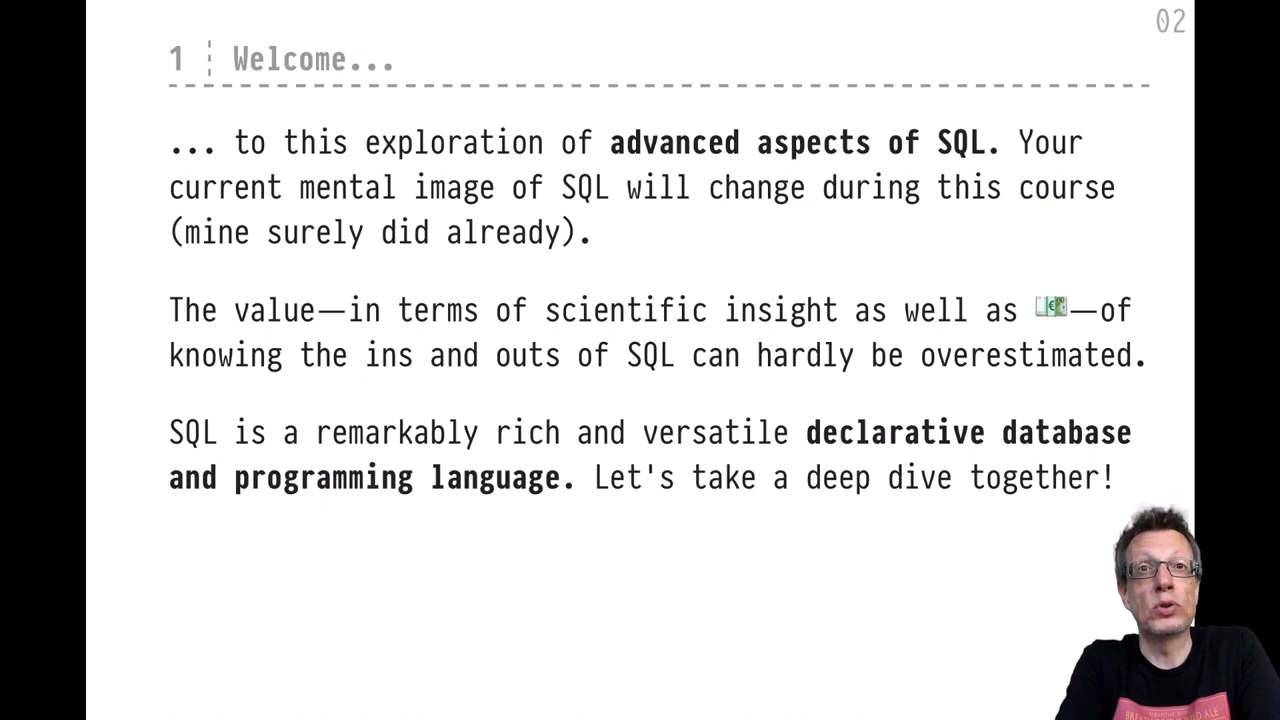 02
1 ┆ Welcome...
... to this exploration of advanced aspects of SQL. Your
current mental image of SQL will change during this course
(mine surely did already).
The value—in terms of scientific insight as well as 💶—of
knowing the ins and outs of SQL can hardly be overestimated.
SQL is a remarkably rich and versatile declarative database
and programming language. Let's take a deep dive together!